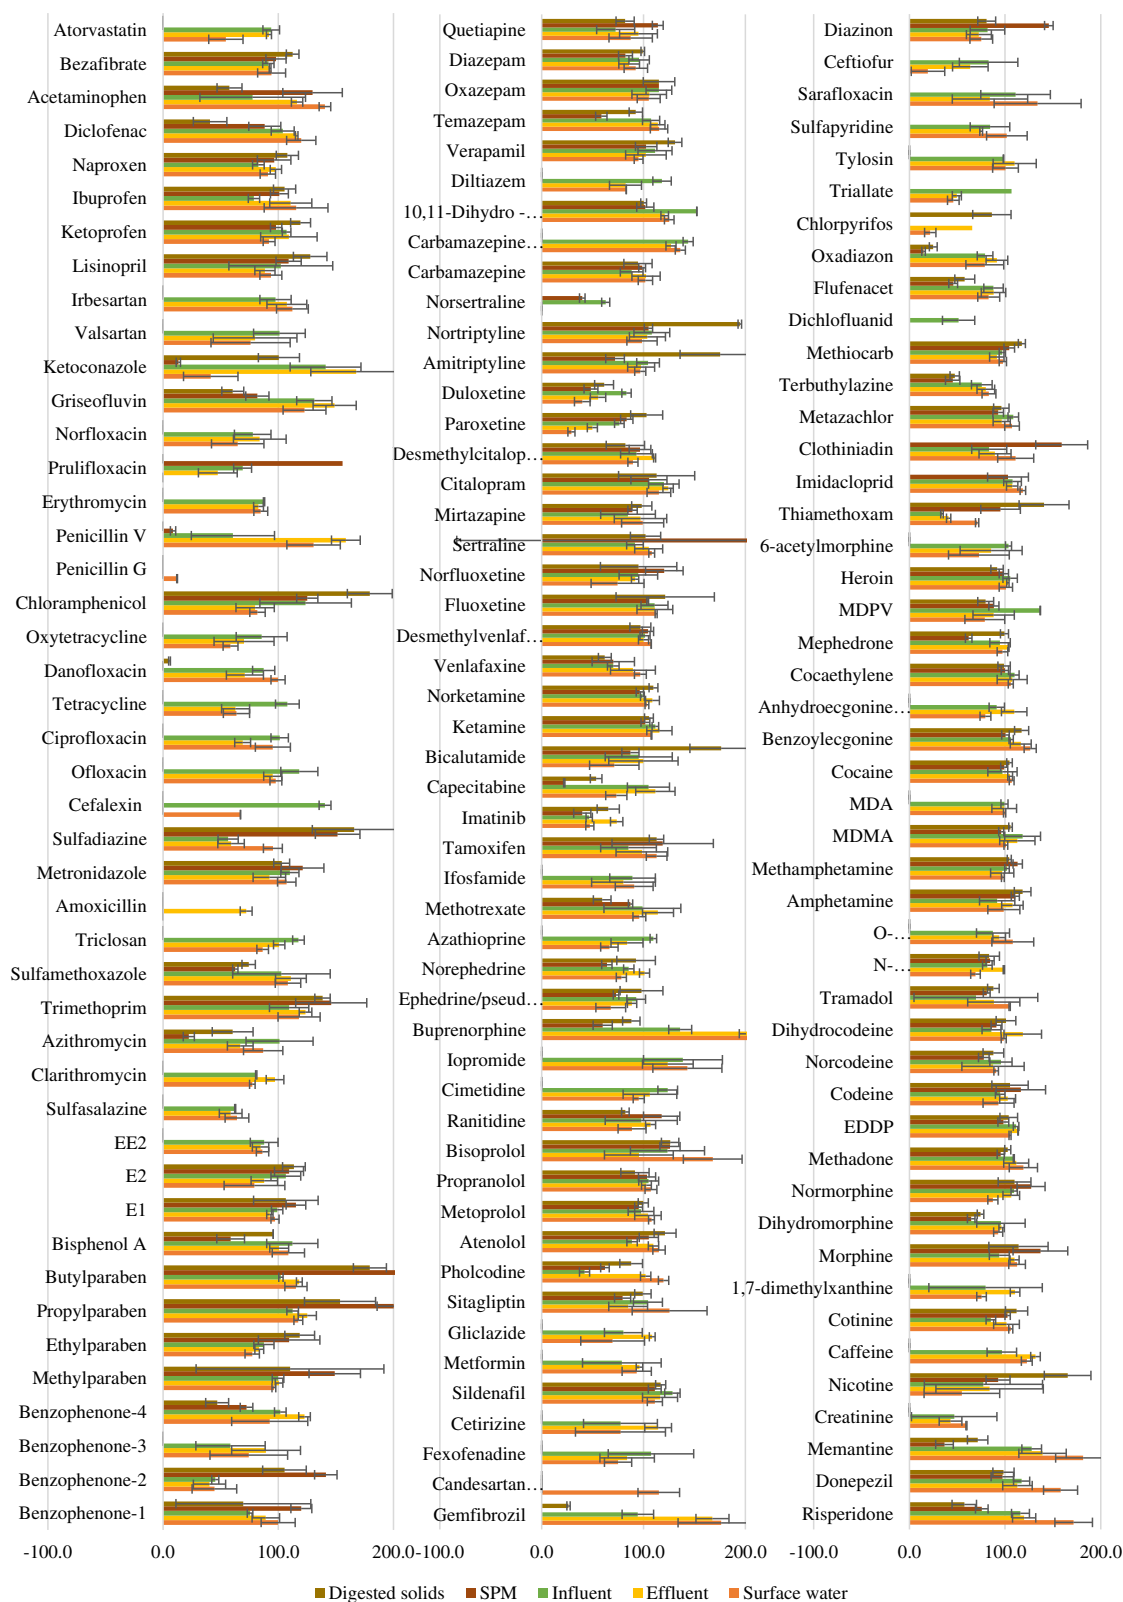 Atorvastatin
Bezafibrate
Acetaminophen
Diclofenac
Naproxen
Ibuprofen
Ketoprofen
Lisinopril
Irbesartan
Valsartan
Ketoconazole
Griseofluvin
Norfloxacin
Prulifloxacin
Erythromycin
Penicillin V
Penicillin G
Chloramphenicol
Oxytetracycline
Danofloxacin
Tetracycline
Ciprofloxacin
Ofloxacin
Cefalexin
Sulfadiazine
Metronidazole
Amoxicillin
Triclosan
Sulfamethoxazole
Trimethoprim
Azithromycin
Clarithromycin
Sulfasalazine
EE2
E2
E1
Bisphenol A
Butylparaben
Propylparaben
Ethylparaben
Methylparaben
Benzophenone-4
Benzophenone-3
Benzophenone-2
Benzophenone-1
-100.0 0.0 100.0 200.0
Quetiapine
Diazepam
Oxazepam
Temazepam
Verapamil
Diltiazem
10,11-Dihydro -…
Carbamazepine…
Carbamazepine
Norsertraline
Nortriptyline
Amitriptyline
Duloxetine
Paroxetine
Desmethylcitalop…
Citalopram
Mirtazapine
Sertraline
Norfluoxetine
Fluoxetine
Desmethylvenlaf…
Venlafaxine
Norketamine
Ketamine
Bicalutamide
Capecitabine
Imatinib
Tamoxifen
Ifosfamide
Methotrexate
Azathioprine
Norephedrine
Ephedrine/pseud…
Buprenorphine
Iopromide
Cimetidine
Ranitidine
Bisoprolol
Propranolol
Metoprolol
Atenolol
Pholcodine
Sitagliptin
Gliclazide
Metformin
Sildenafil
Cetirizine
Fexofenadine
Candesartan…
Gemfibrozil
-100.0 0.0 100.0 200.0
Diazinon
Ceftiofur
Sarafloxacin
Sulfapyridine
Tylosin
Triallate
Chlorpyrifos
Oxadiazon
Flufenacet
Dichlofluanid
Methiocarb
Terbuthylazine
Metazachlor
Clothiniadin
Imidacloprid
Thiamethoxam
6-acetylmorphine
Heroin
MDPV
Mephedrone
Cocaethylene
Anhydroecgonine…
Benzoylecgonine
Cocaine
MDA
MDMA
Methamphetamine
Amphetamine
O-…
N-…
Tramadol
Dihydrocodeine
Norcodeine
Codeine
EDDP
Methadone
Normorphine
Dihydromorphine
Morphine
1,7-dimethylxanthine
Cotinine
Caffeine
Nicotine
Creatinine
Memantine
Donepezil
Risperidone
-100.0 0.0 100.0 200.0
Digested solids SPM Influent Effluent Surface water